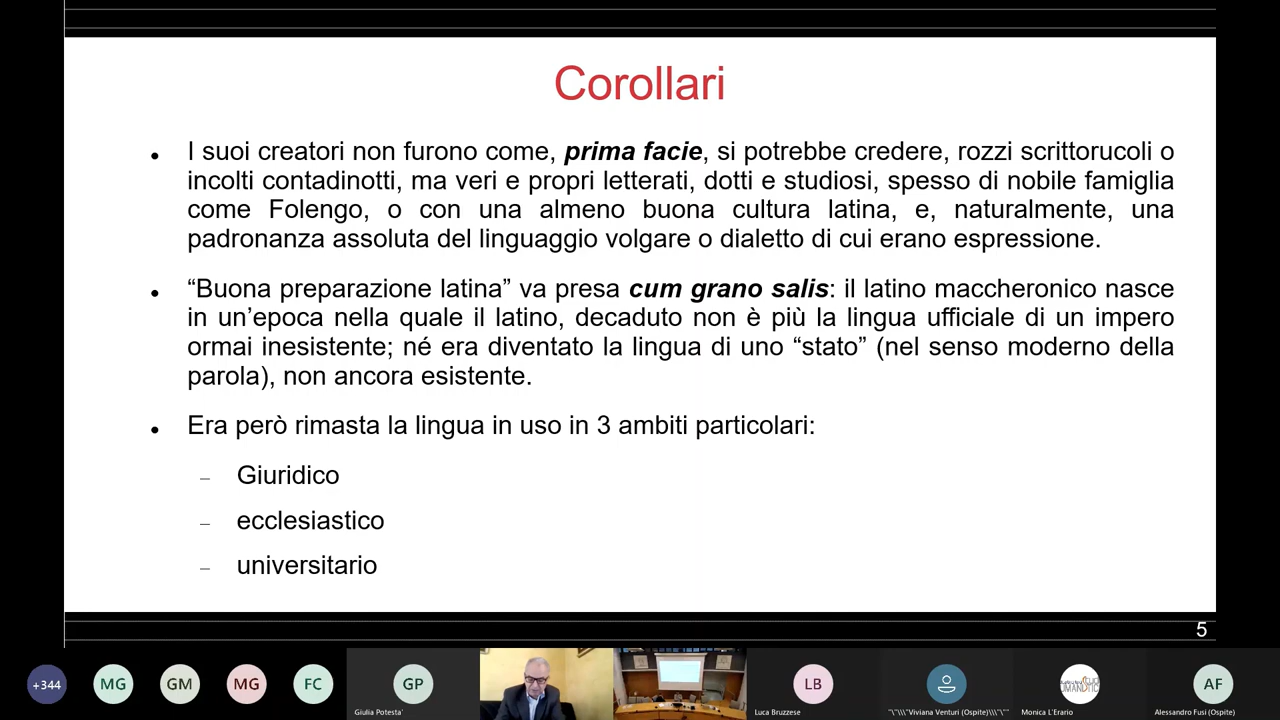 Corollari
• I suoi creatori non furono come, prima facie, si potrebbe credere, rozzi scrittorucoli o
incolti contadinotti, ma veri e propri letterati, dotti e studiosi, spesso di nobile famiglia
come Folengo, o con una almeno buona cultura latina, e, naturalmente, una
padronanza assoluta del linguaggio volgare o dialetto di cui erano espressione.
• “Buona preparazione latina” va presa cum grano salis: il latino maccheronico nasce
in un’epoca nella quale il latino, decaduto non è più la lingua ufficiale di un impero
ormai inesistente; né era diventato la lingua di uno “stato” (nel senso moderno della
parola), non ancora esistente.
• Era però rimasta la lingua in uso in 3 ambiti particolari:
– Giuridico
– ecclesiastico
– universitario
5
+344
MG
GM
MG
FC
GP
Giulia Potesta'
LB
Luca Bruzzese
"\"\\\"Viviana Venturi (Ospite)\\\"\""
Monica L'Erario
AF
Alessandro Fusi (Ospite)